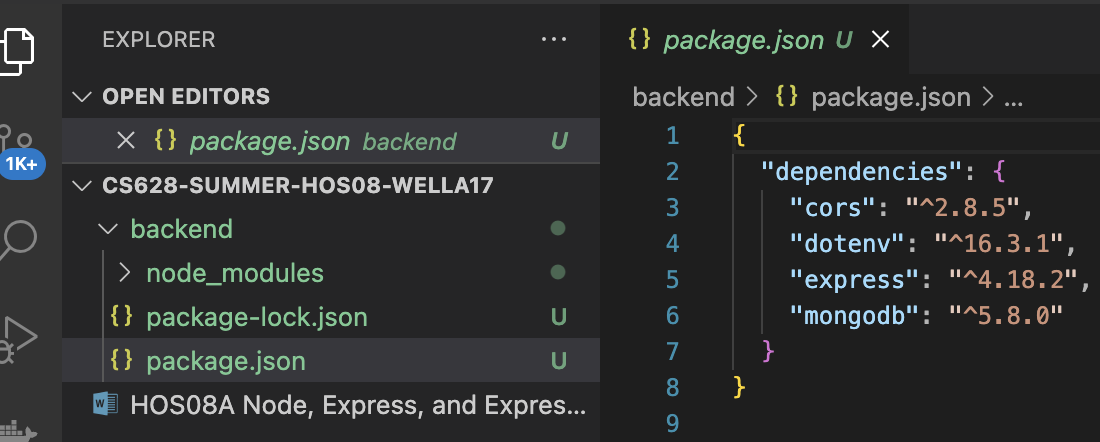 EXPLORER ...
OPEN EDITORS
{} package.json backend U
1K+
CS628-SUMMER-HOS08-WELLA17
backend
node_modules
{} package-lock.json U
{} package.json U
HOS08A Node, Express, and Expres...
{} package.json U
backend > {} package.json > ...
1 {
2 "dependencies": {
3 "cors": "^2.8.5",
4 "dotenv": "^16.3.1",
5 "express": "^4.18.2",
6 "mongodb": "^5.8.0"
7 }
8 }
9